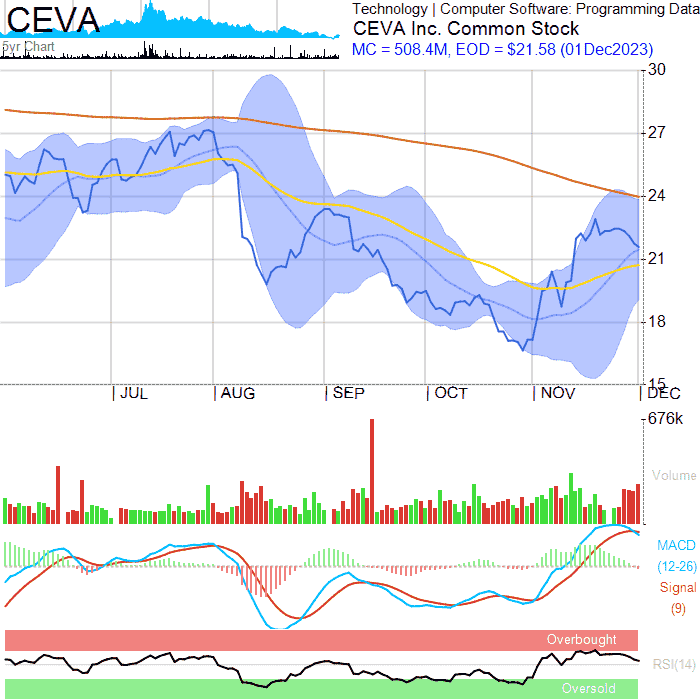 CEVA
5yr Chart
Technology | Computer Software: Programming Data
CEVA Inc. Common Stock
MC = 508.4M, EOD = $21.58 (01Dec2023)
30
27
24
21
18
15
JUL
AUG
SEP
OCT
NOV
DEC
676k
Volume
MACD
(12-26)
Signal
(9)
Overbought
RSI(14)
Oversold